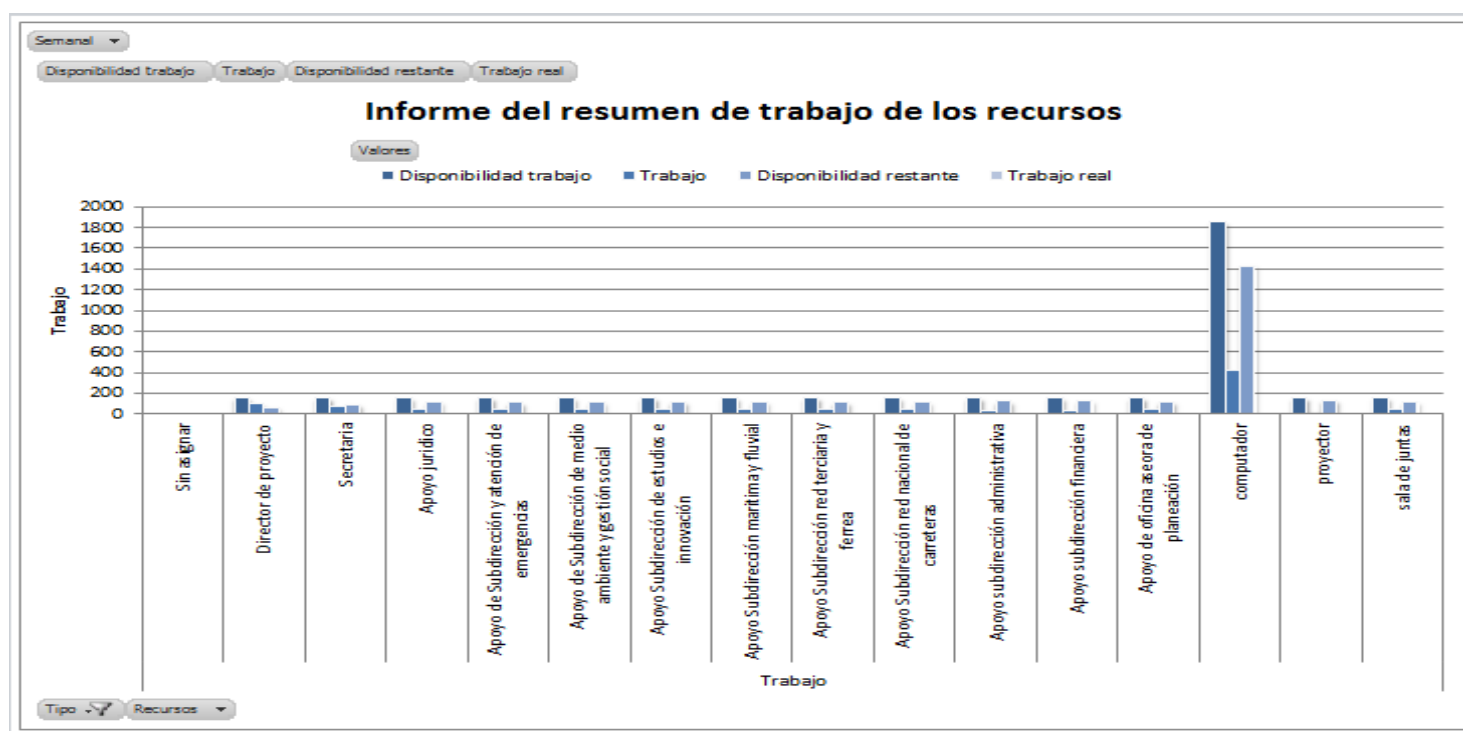 Semanal
Disponibilidad trabajo Trabajo Disponibilidad restante Trabajo real
Informe del resumen de trabajo de los recursos
Valores
Disponibilidad trabajo Trabajo Disponibilidad restante Trabajo real
Trabajo
2000
1800
1600
1400
1200
1000
800
600
400
200
0
Sin asignar
Director de proyecto
Secretaria
Apoyo juridico
Apoyo de Subdirección y atención de
emergencias
Apoyo de Subdirección de medio
ambiente y gestión social
Apoyo Subdirección de estudios e
innovación
Apoyo Subdirección maritima y fluvial
Apoyo Subdirección red terciaria y
ferrea
Apoyo Subdirección red nacional de
carreteras
Apoyo subdirección administrativa
Apoyo subdirección financiera
Apoyo de oficina aseora de
planeación
computador
proyector
sala de juntas
Trabajo
Tipo Recursos